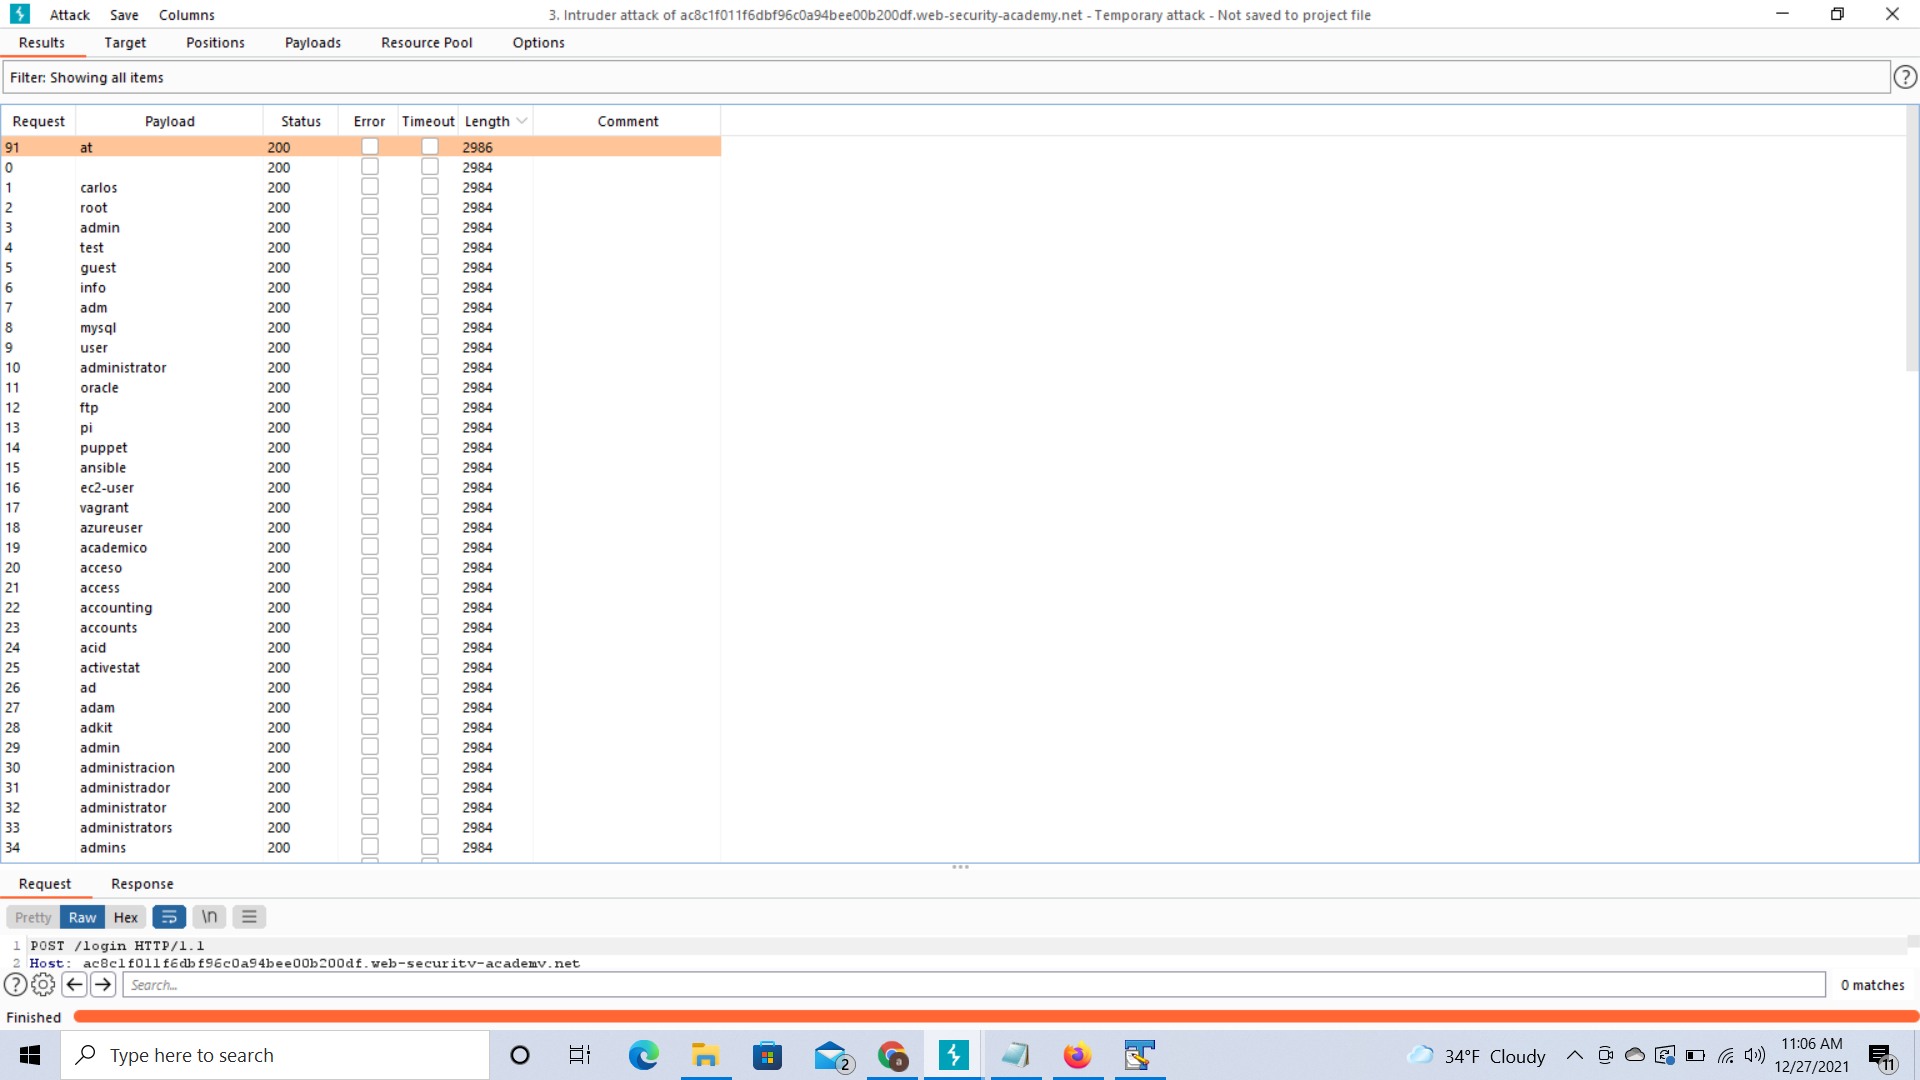 Attack Save Columns 3. Intruder attack of ac8c1f011f6dbf96c0a94bee00b200df.web-security-academy.net - Temporary attack - Not saved to project file
Results Target Positions Payloads Resource Pool Options
Filter: Showing all items ?
Request Payload Status Error Timeout Length Comment
91 at 200 2986
0 200 2984
1 carlos 200 2984
2 root 200 2984
3 admin 200 2984
4 test 200 2984
5 guest 200 2984
6 info 200 2984
7 adm 200 2984
8 mysql 200 2984
9 user 200 2984
10 administrator 200 2984
11 oracle 200 2984
12 ftp 200 2984
13 pi 200 2984
14 puppet 200 2984
15 ansible 200 2984
16 ec2-user 200 2984
17 vagrant 200 2984
18 azureuser 200 2984
19 academico 200 2984
20 acceso 200 2984
21 access 200 2984
22 accounting 200 2984
23 accounts 200 2984
24 acid 200 2984
25 activestat 200 2984
26 ad 200 2984
27 adam 200 2984
28 adkit 200 2984
29 admin 200 2984
30 administracion 200 2984
31 administrador 200 2984
32 administrator 200 2984
33 administrators 200 2984
34 admins 200 2984
Request Response
Pretty Raw Hex \n
1 POST /login HTTP/1.1
2 Host: ac8c1f011f6dbf96c0a94bee00b200df.web-security-academy.net
? Search... 0 matches
Finished
Type here to search 2 a 34°F Cloudy 11:06 AM
12/27/2021 11